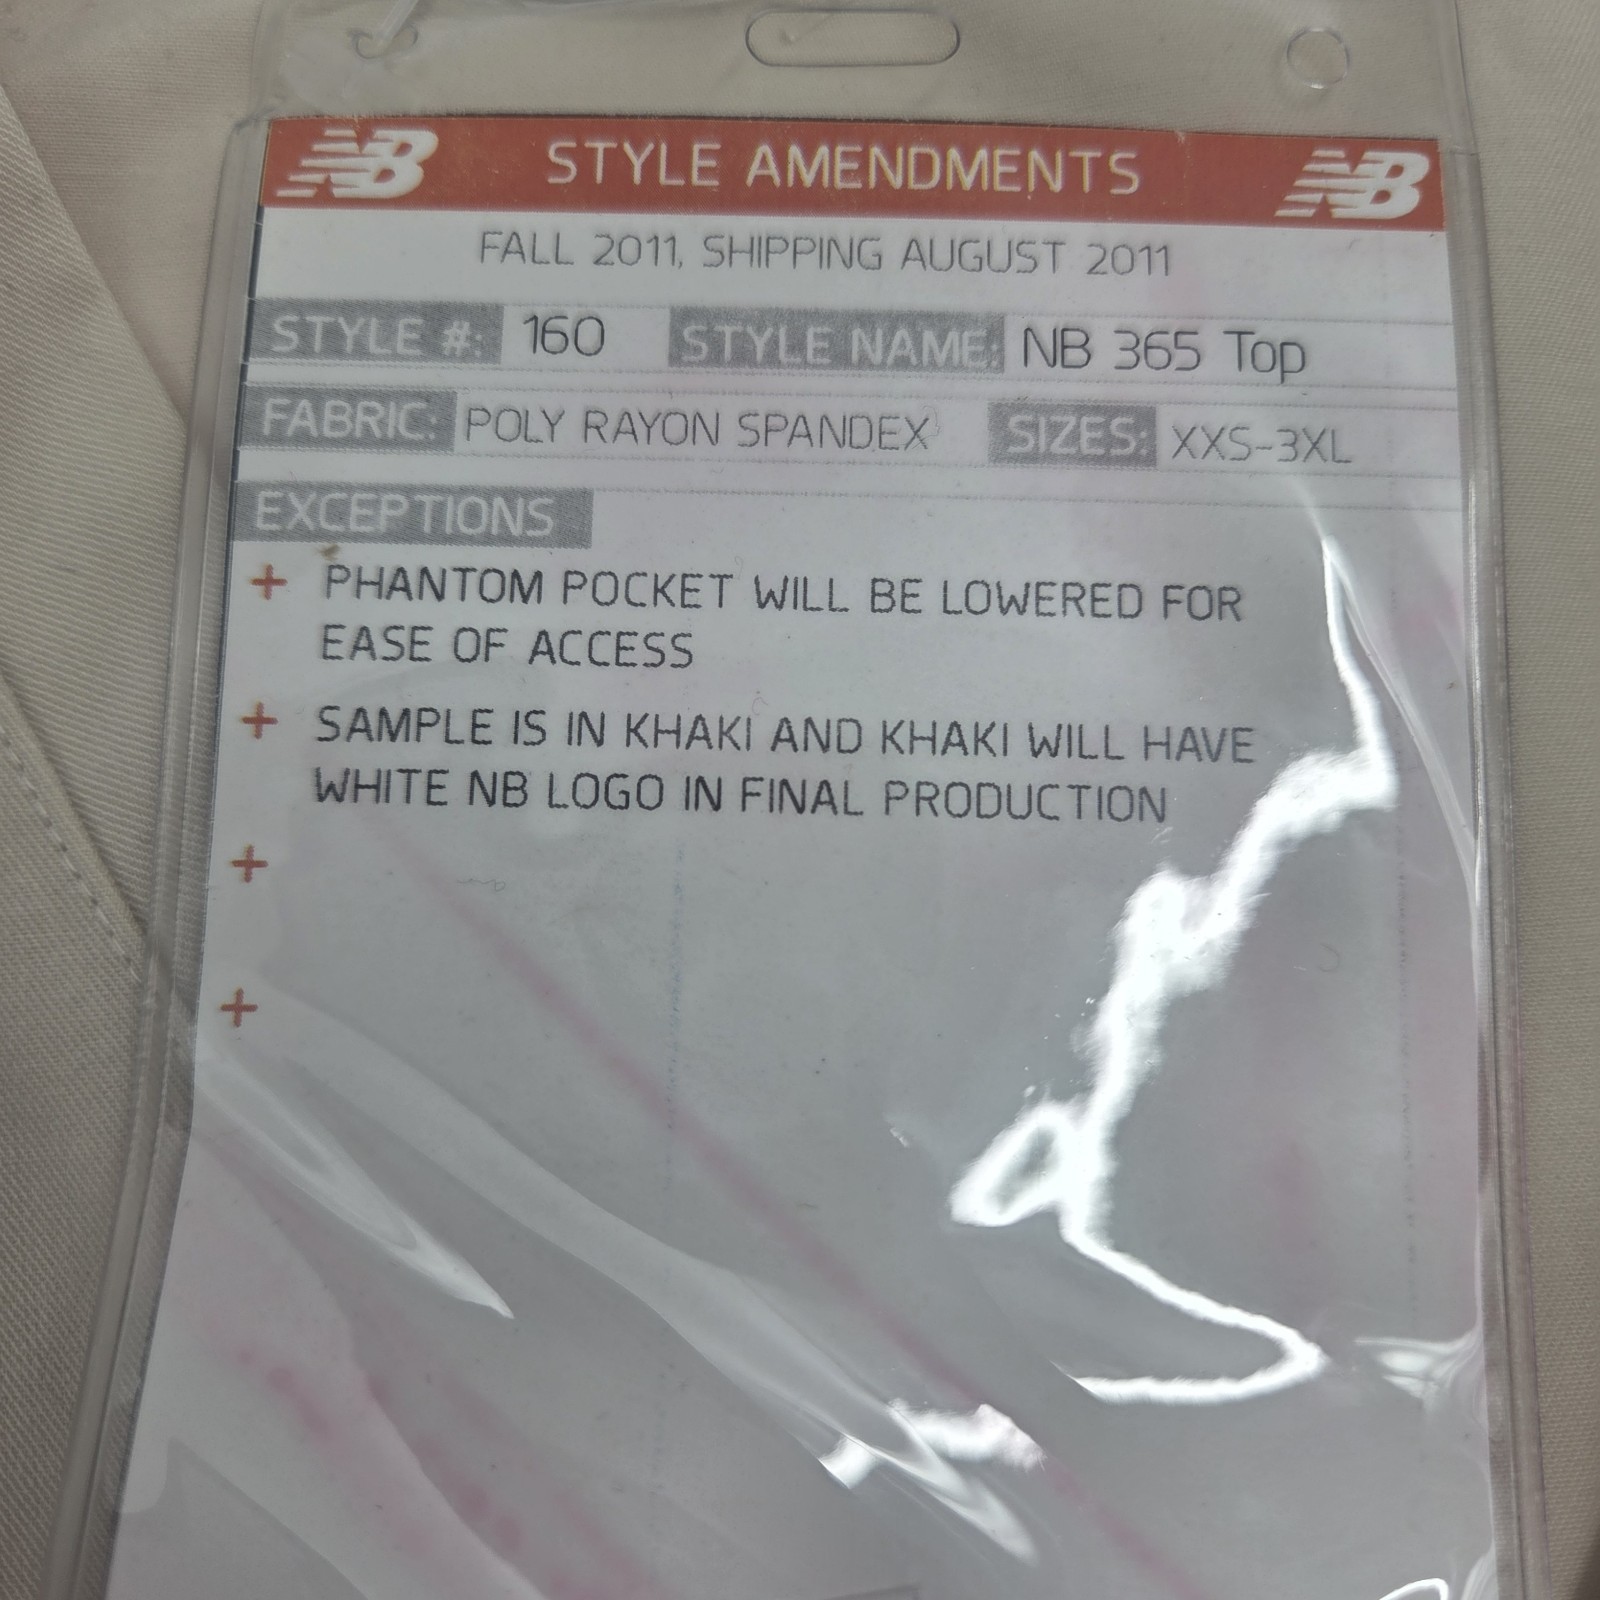 NB STYLE AMENDMENTS NB
FALL 2011, SHIPPING AUGUST 2011
STYLE #: 160 STYLE NAME: NB 365 Top
FABRIC: POLY RAYON SPANDEX SIZES: XXS-3XL
EXCEPTIONS
+ PHANTOM POCKET WILL BE LOWERED FOR
EASE OF ACCESS
+ SAMPLE IS IN KHAKI AND KHAKI WILL HAVE
WHITE NB LOGO IN FINAL PRODUCTION
+
+